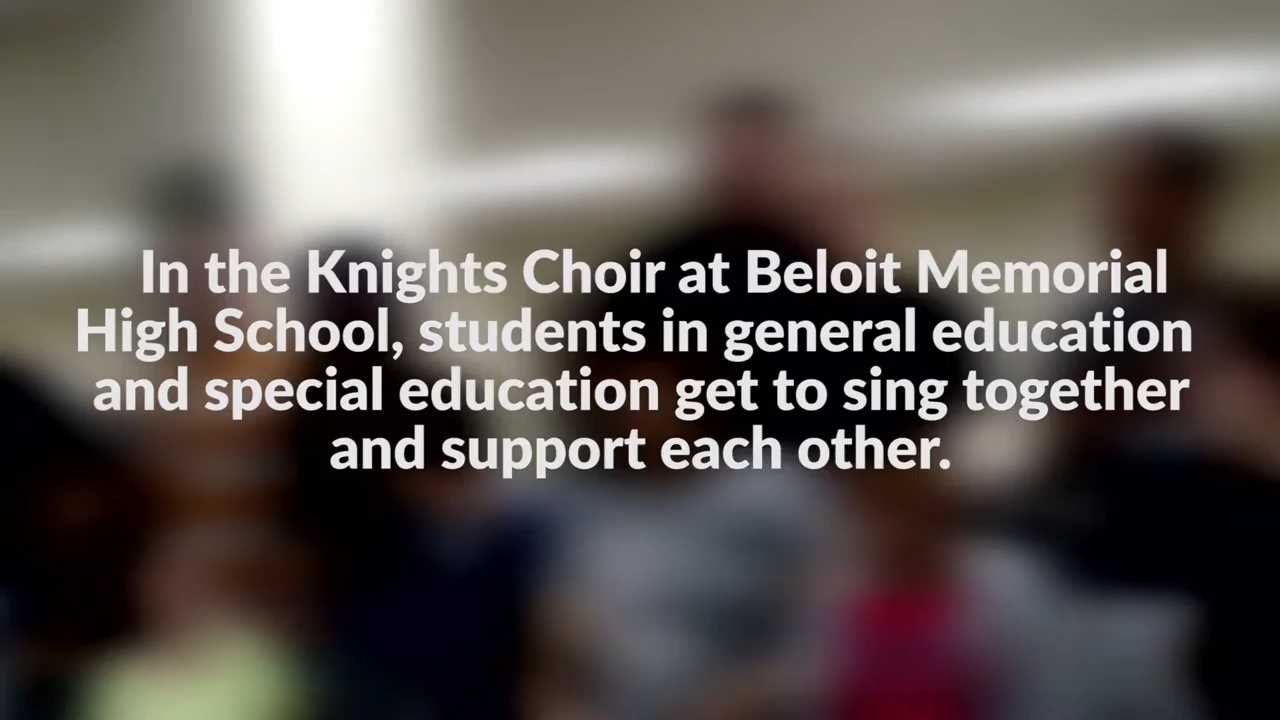 In the Knights Choir at Beloit Memorial
High School, students in general education
and special education get to sing together
and support each other.